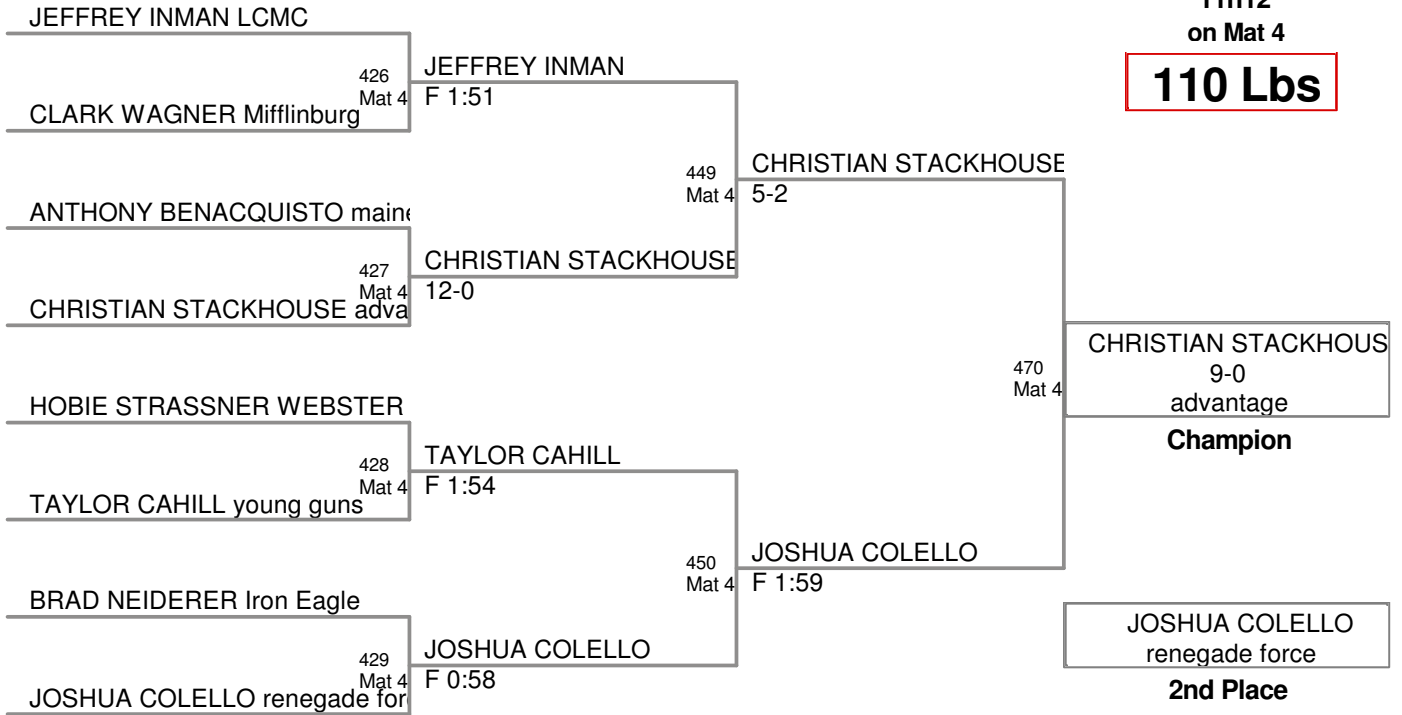 JEFFREY INMAN LCMC
426
Mat 4
CLARK WAGNER Mifflinburg
JEFFREY INMAN
F 1:51
ANTHONY BENACQUISTO maine
427
Mat 4
CHRISTIAN STACKHOUSE adva
CHRISTIAN STACKHOUSE
12-0
449
Mat 4
CHRISTIAN STACKHOUSE
5-2
HOBIE STRASSNER WEBSTER
428
Mat 4
TAYLOR CAHILL young guns
TAYLOR CAHILL
F 1:54
BRAD NEIDERER Iron Eagle
429
Mat 4
JOSHUA COLELLO renegade for
JOSHUA COLELLO
F 0:58
450
Mat 4
JOSHUA COLELLO
F 1:59
470
Mat 4
on Mat 4
110 Lbs
CHRISTIAN STACKHOUS
9-0
advantage
Champion
JOSHUA COLELLO
renegade force
2nd Place